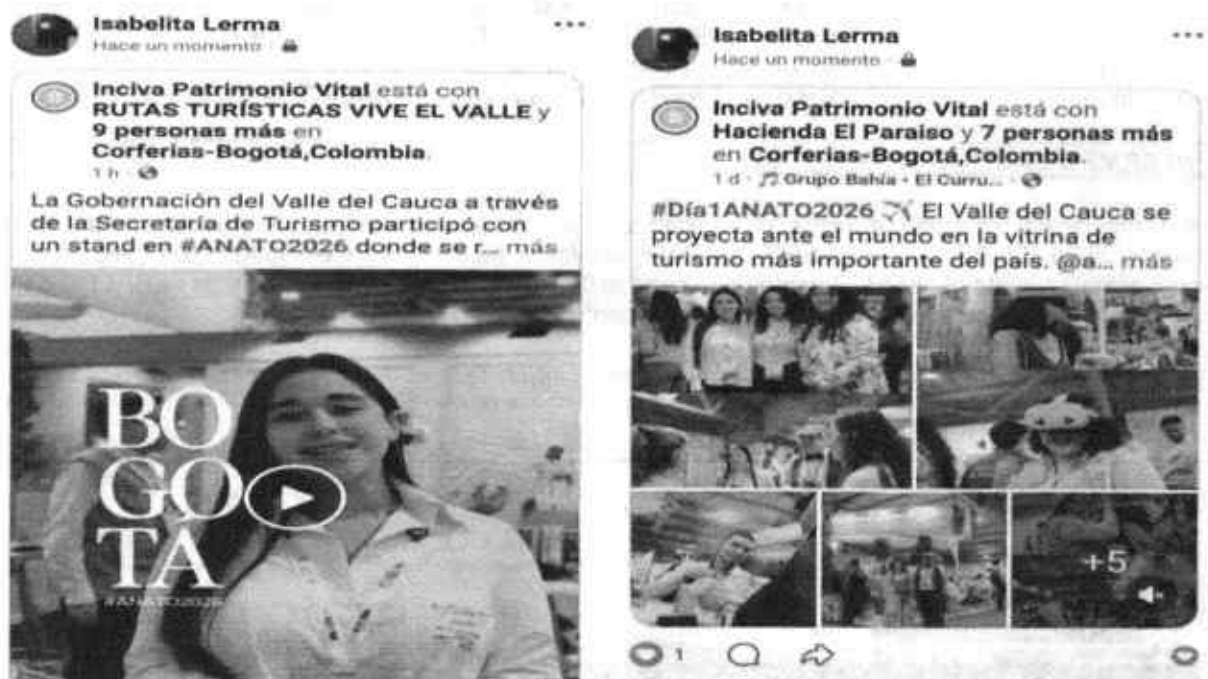 Isabelita Lerma
Hace un momento
Inciva Patrimonio Vital está con
RUTAS TURÍSTICAS VIVE EL VALLE y
9 personas más en
Corferias-Bogotá,Colombia.
1 h
La Gobernación del Valle del Cauca a través
de la Secretaría de Turismo participó con
un stand en #ANATO2026 donde se r... más
BO
GO
TÁ
#ANATO2026
Isabelita Lerma
Hace un momento
Inciva Patrimonio Vital está con
Hacienda El Paraiso y 7 personas más
en Corferias-Bogotá,Colombia.
1 d · Grupo Bahía · El Curru...
#Día1ANATO2026 El Valle del Cauca se
proyecta ante el mundo en la vitrina de
turismo más importante del país. @a... más
+5
1